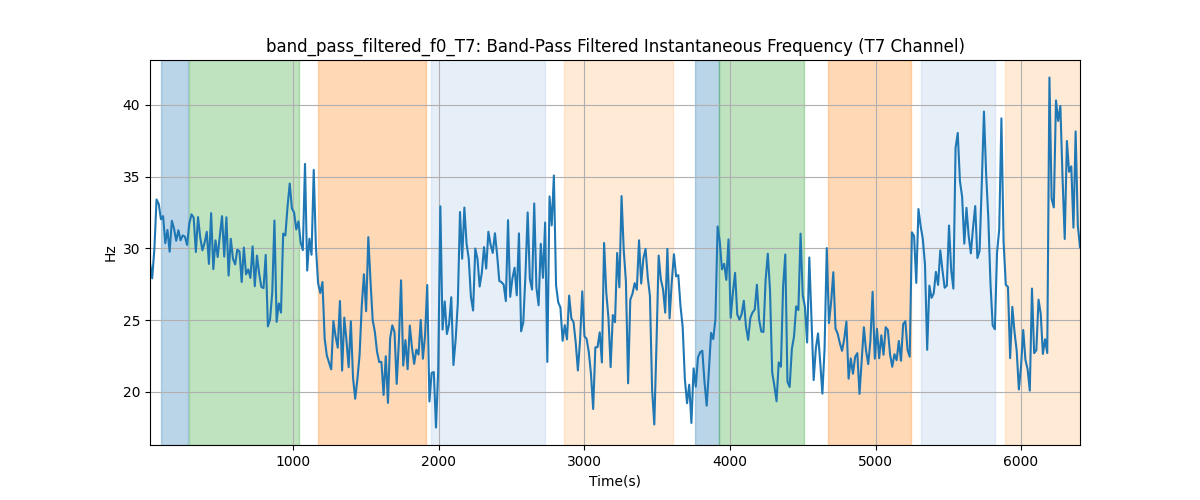 band_pass_filtered_f0_T7: Band-Pass Filtered Instantaneous Frequency (T7 Channel)
40
35
30
25
20
Hz
1000 2000 3000 4000 5000 6000
Time(s)